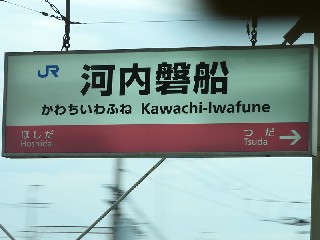 JR
河内磐船
かわちいわふね Kawachi-Iwafune
ほしだ
Hoshida
つだ
Tsuda